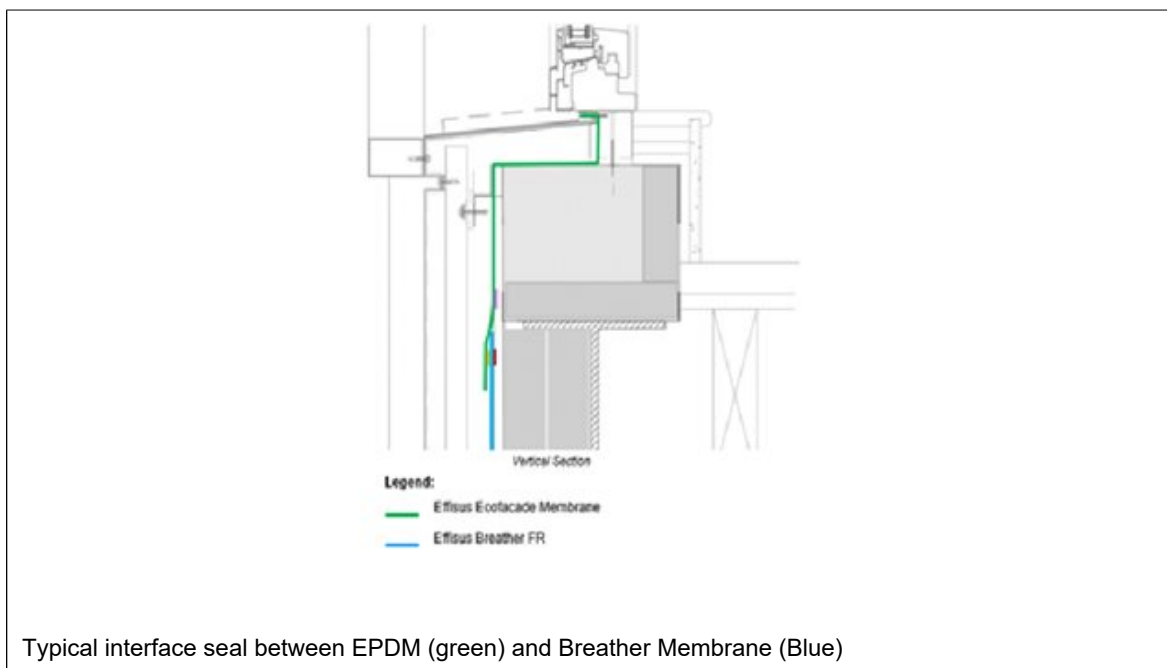 Vertical Section
Legend:
Effisus Ecofacade Membrane
Effisus Breather FR
Typical interface seal between EPDM (green) and Breather Membrane (Blue)